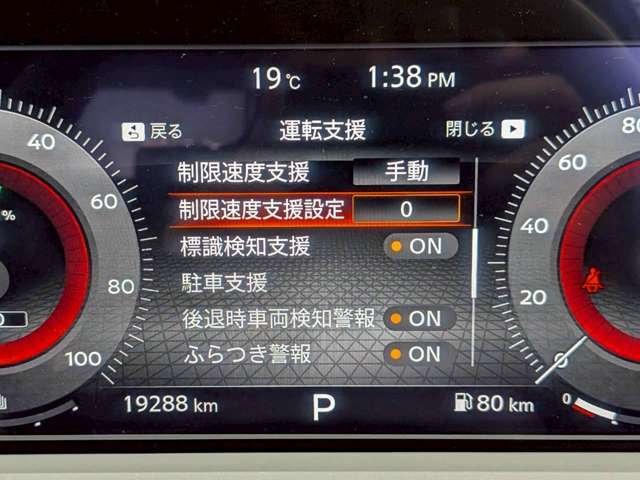 19℃ 1:38 PM
戻る 運転支援 閉じる
制限速度支援 手動
制限速度支援設定 0
標識検知支援 ON
駐車支援
後退時車両検知警報 ON
ふらつき警報 ON
40
60
80
100
%
80
60
40
20
0
19288 km P 80 km
0